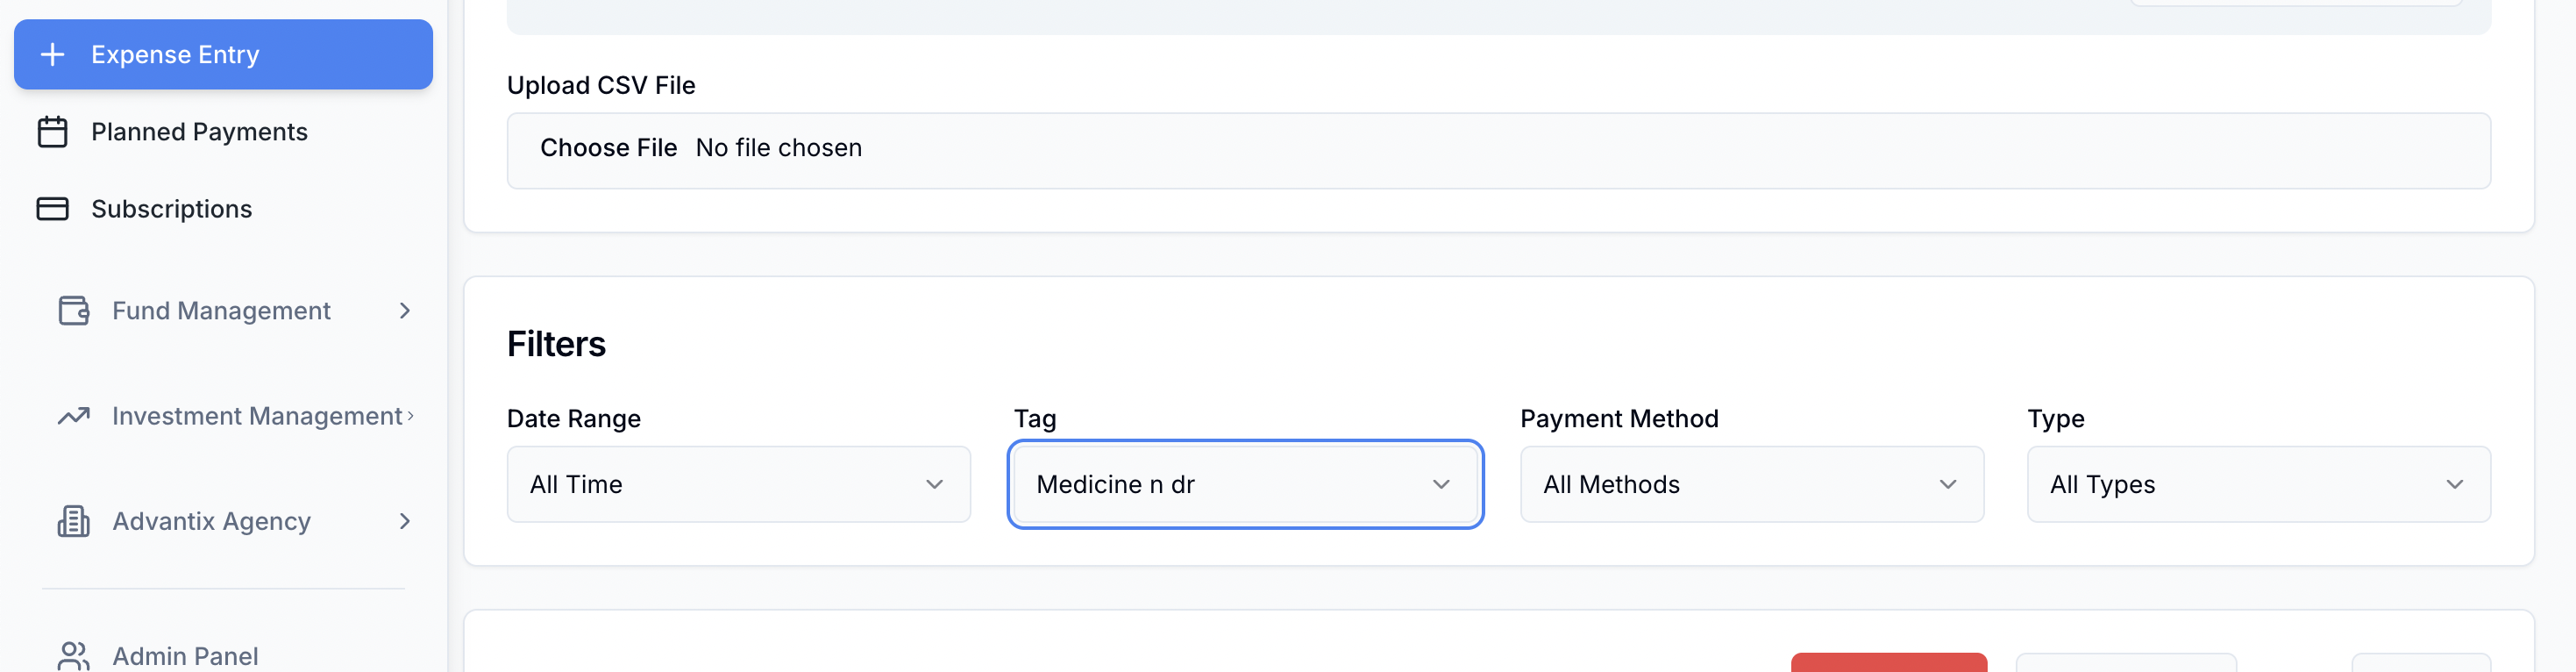 Expense Entry
Planned Payments
Subscriptions
Fund Management
Investment Management
Advantix Agency
Admin Panel
Upload CSV File
Choose File No file chosen
Filters
Date Range
All Time
Tag
Medicine n dr
Payment Method
All Methods
Type
All Types